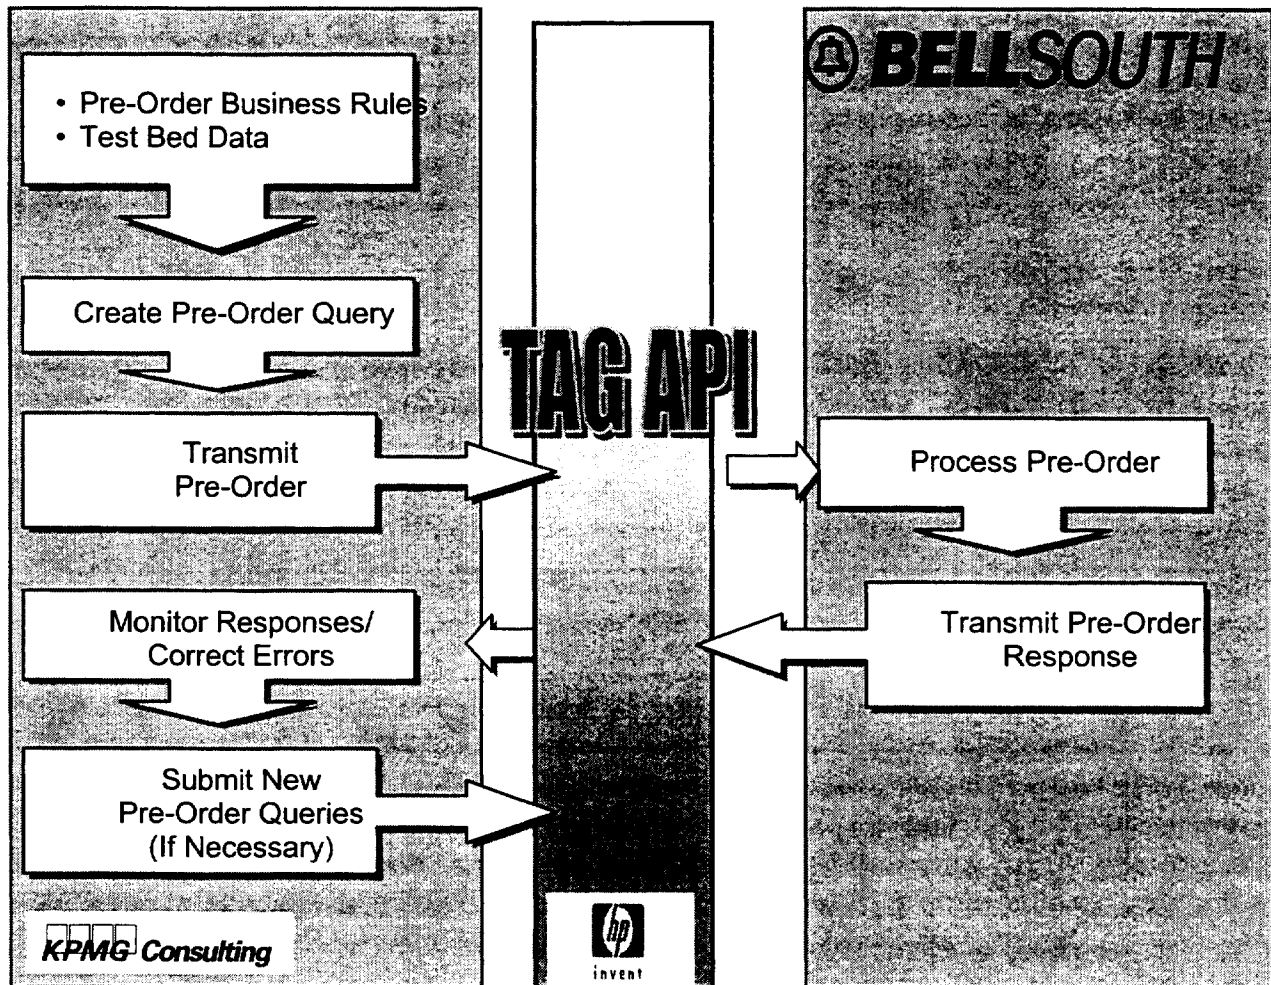 BELLSOUTH
• Pre-Order Business Rules
• Test Bed Data
Create Pre-Order Query
TAG API
Transmit
Pre-Order
Process Pre-Order
Monitor Responses/
Correct Errors
Transmit Pre-Order
Response
Submit New
Pre-Order Queries
(If Necessary)
KPMG Consulting
hp
invent